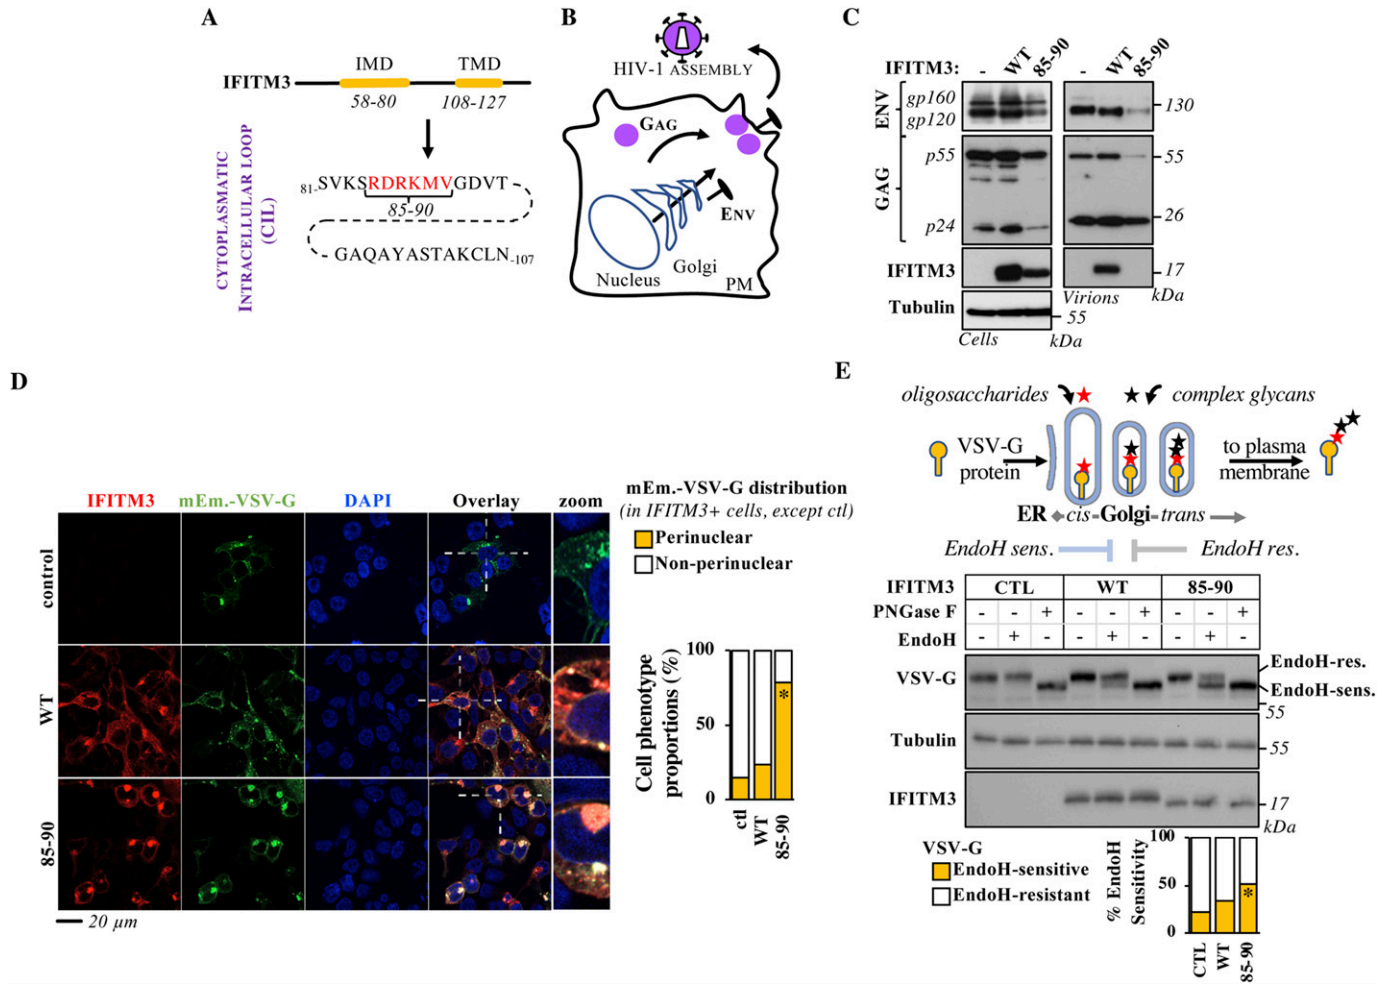 A
IMD
TMD
IFITM3
58-80
108-127
CYTOPLASMATIC
INTRACELLULAR LOOP
(CIL)
81-SVKSRDRKMVGDVT
85-90
GAQAYASTAKCLN-107
B
HIV-1 ASSEMBLY
GAG
ENV
Nucleus
Golgi
PM
C
IFITM3:
-
WT
85-90
-
WT
85-90
ENV
gp160
gp120
130
GAG
p55
55
p24
26
IFITM3
17
Virions
kDa
Tubulin
55
Cells
kDa
D
IFITM3
mEm.-VSV-G
DAPI
Overlay
zoom
control
WT
85-90
20 µm
mEm.-VSV-G distribution
(in IFITM3+ cells, except ctl)
Perinuclear
Non-perinuclear
Cell phenotype
proportions (%)
100
50
0
*
ctl
WT
85-90
E
oligosaccharides
complex glycans
VSV-G
protein
to plasma
membrane
ER
cis
Golgi
trans
EndoH sens.
EndoH res.
IFITM3
CTL
WT
85-90
PNGase F
- - + - - + - - +
EndoH
- + - + - +
VSV-G
EndoH-res.
EndoH-sens.
55
Tubulin
55
IFITM3
17
kDa
VSV-G
EndoH-sensitive
EndoH-resistant
% EndoH
Sensitivity
100
50
0
*
CTL
WT
85-90